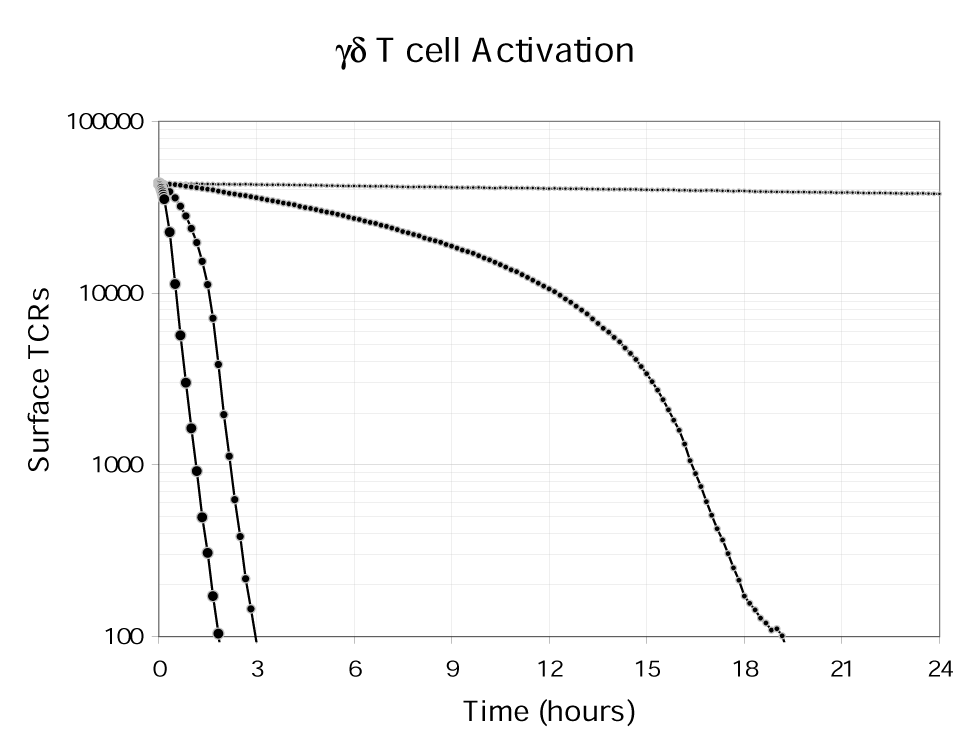 γδ T cell Activation
100000
10000
1000
100
Surface TCRs
0 3 6 9 12 15 18 21 24
Time (hours)